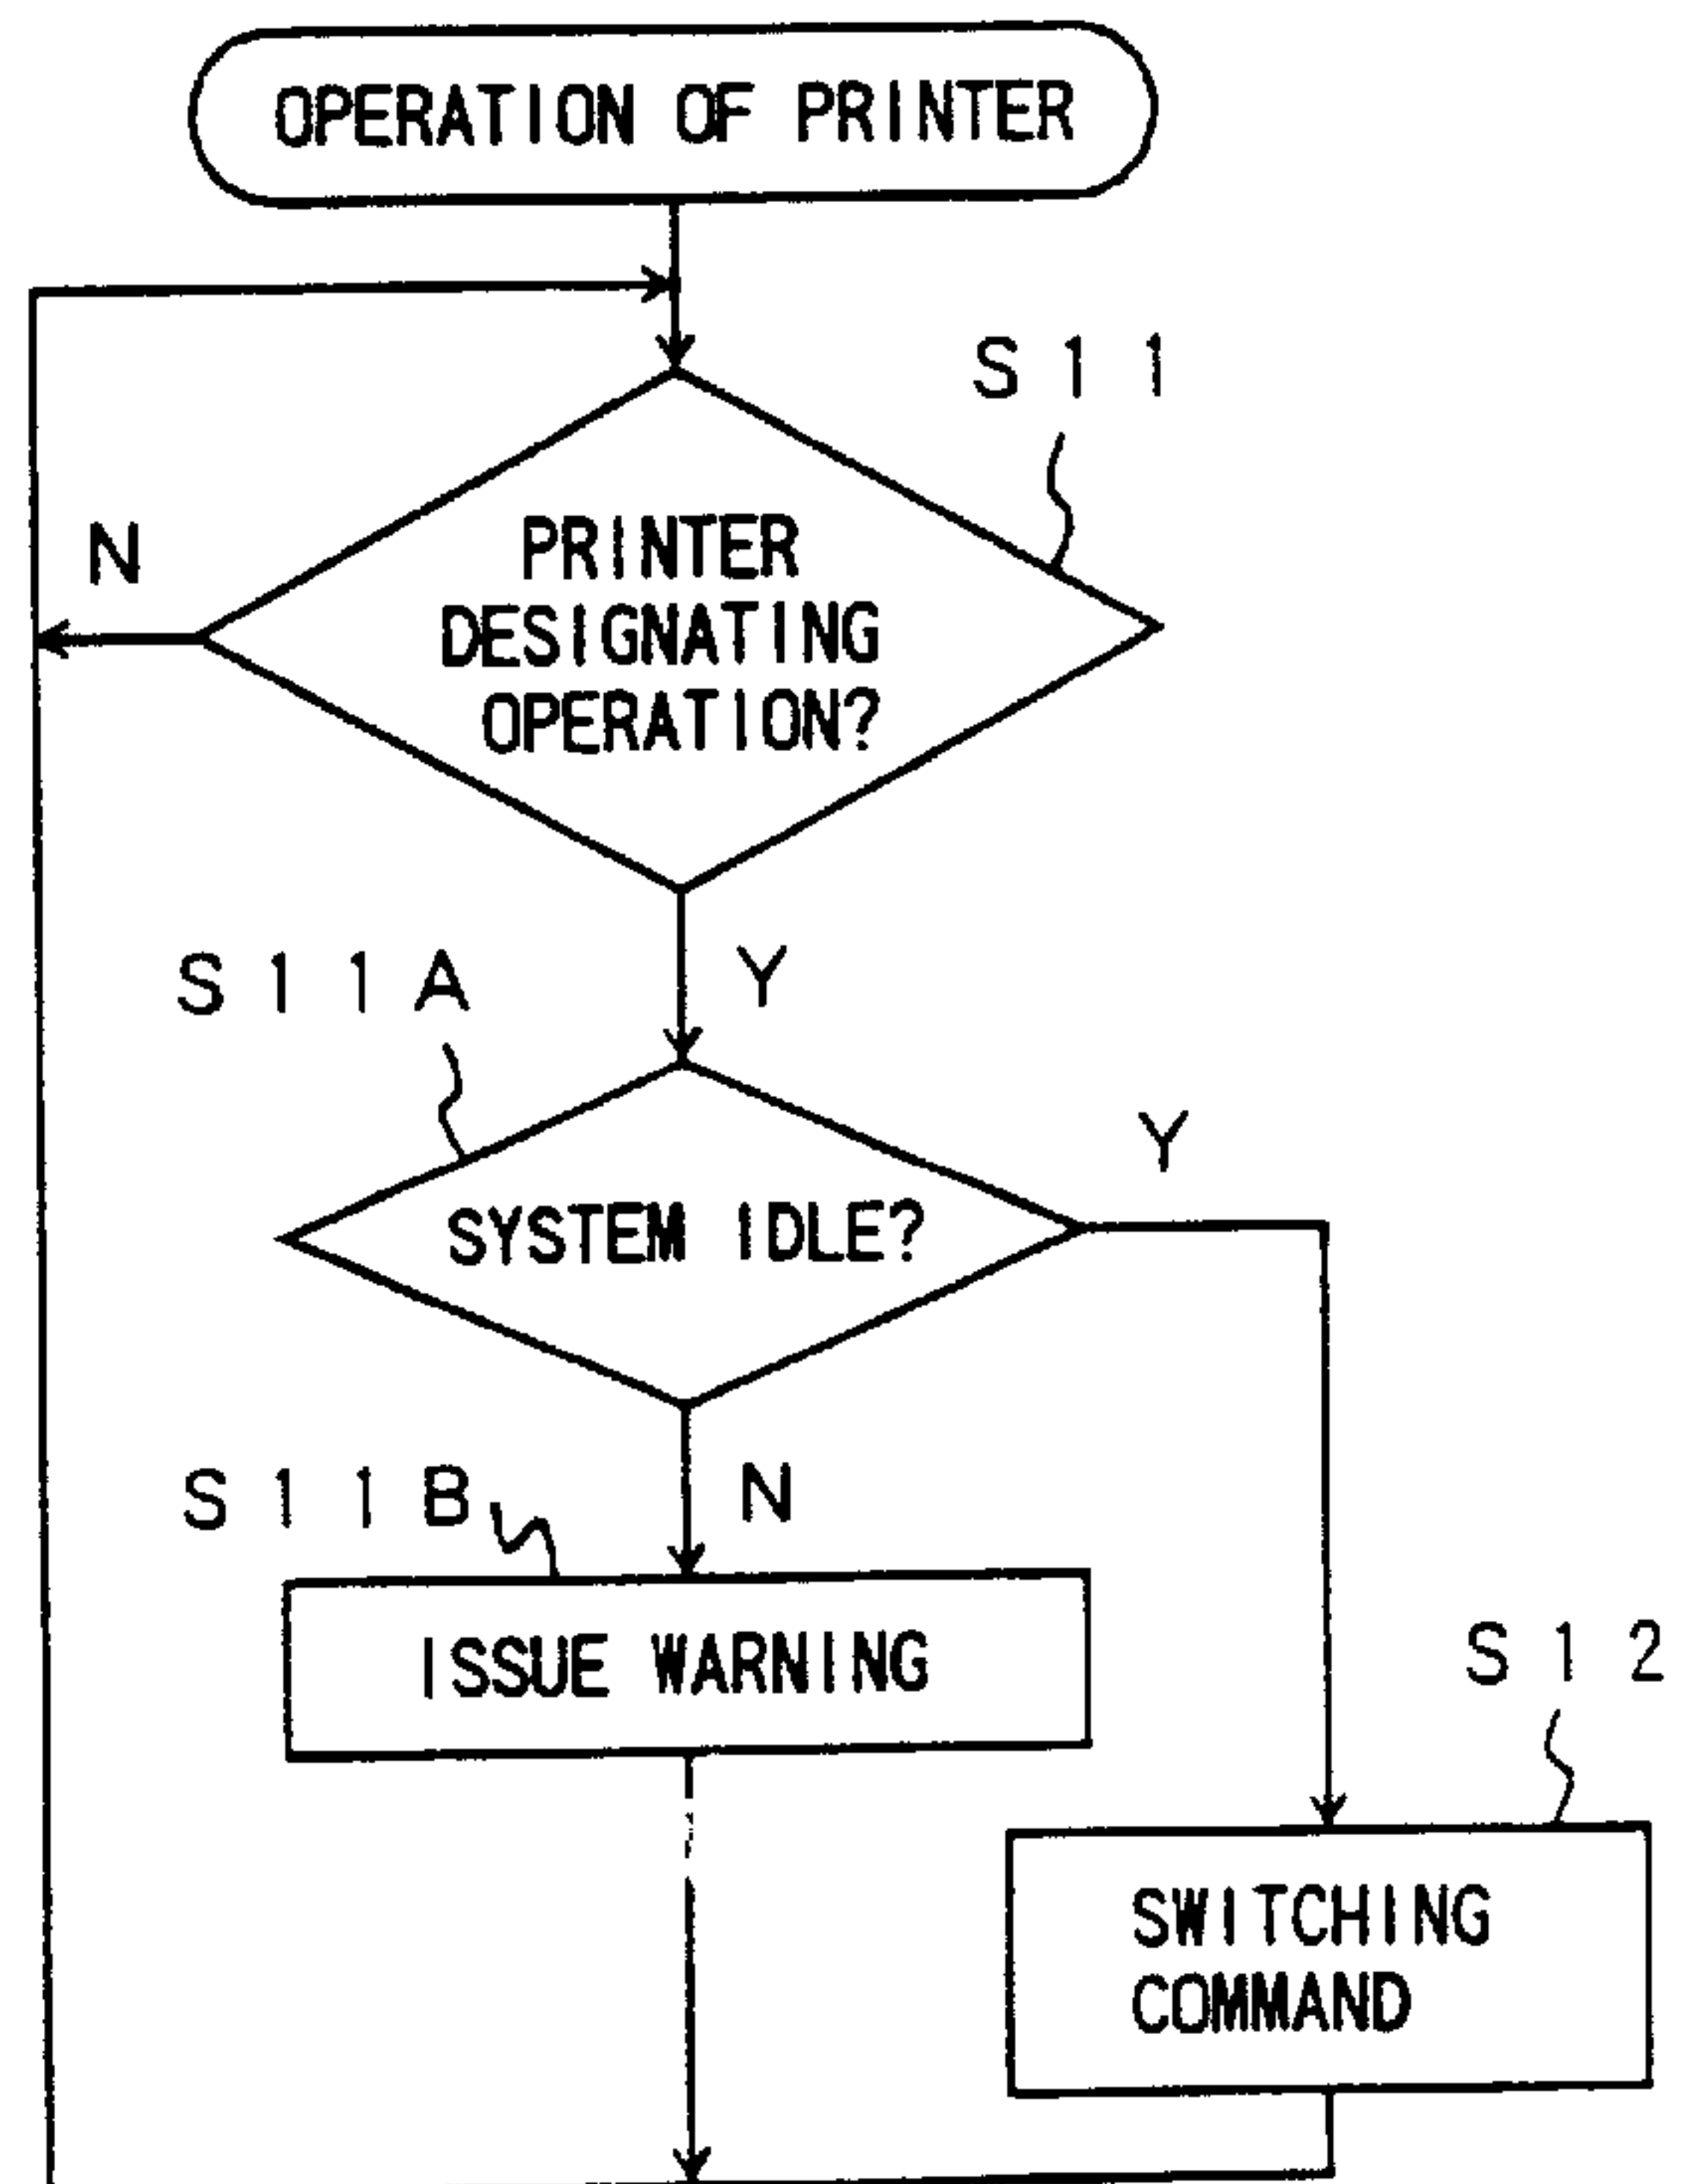 OPERATION OF PRINTER
S11
N
PRINTER
DESIGNATING
OPERATION?
S11A
Y
Y
SYSTEM IDLE?
S11B
N
ISSUE WARNING
S12
SWITCHING
COMMAND